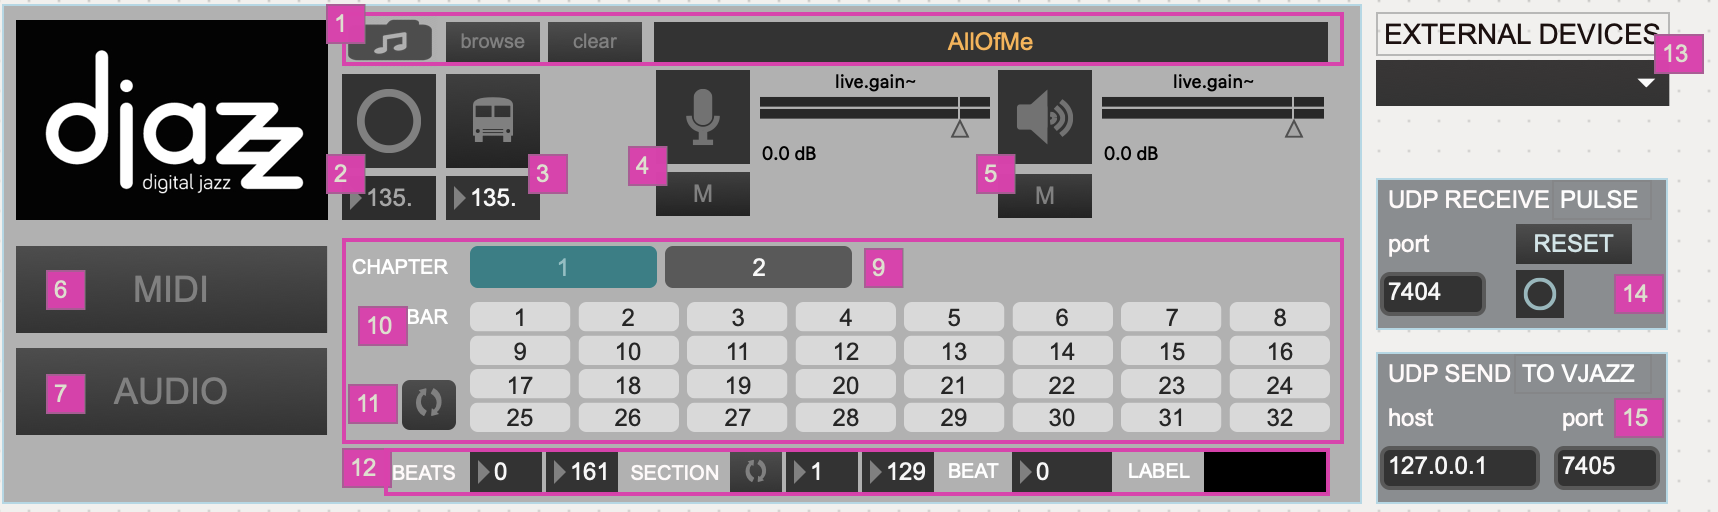 1 browse clear AllOfMe
EXTERNAL DEVICES
13
djazz
digital jazz
live.gain~
live.gain~
0.0 dB
0.0 dB
2 135.
3 135.
4 M
5 M
UDP RECEIVE PULSE
port RESET
7404
14
6 MIDI
7 AUDIO
CHAPTER 1 2 9
10 BAR 1 2 3 4 5 6 7 8
9 10 11 12 13 14 15 16
11 17 18 19 20 21 22 23 24
25 26 27 28 29 30 31 32
12 BEATS 0 161 SECTION 1 129 BEAT 0 LABEL
UDP SEND TO VJAZZ
host port 15
127.0.0.1 7405